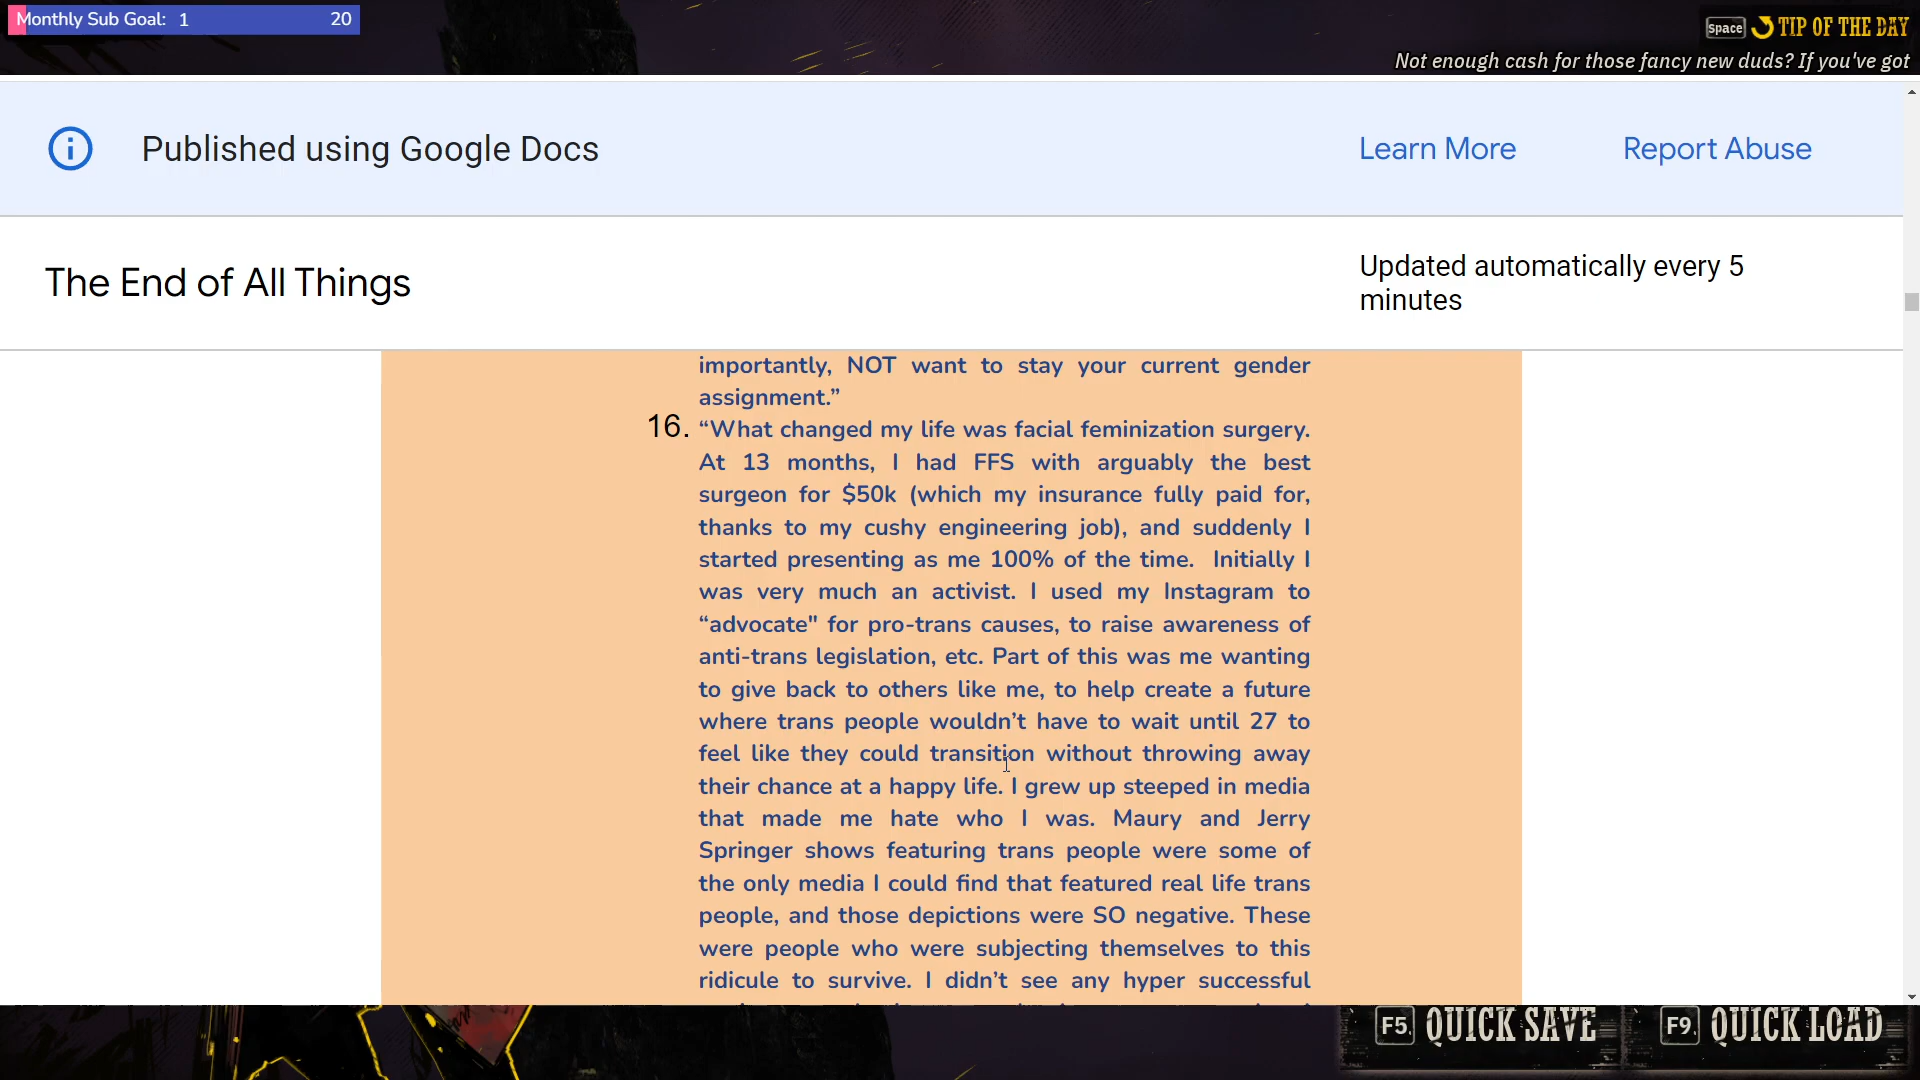 Monthly Sub Goal: 1 20
Space TIP OF THE DAY
Not enough cash for those fancy new duds? If you've got
Published using Google Docs
Learn More
Report Abuse
The End of All Things
Updated automatically every 5
minutes
importantly, NOT want to stay your current gender
assignment.”
16. “What changed my life was facial feminization surgery.
At 13 months, I had FFS with arguably the best
surgeon for $50k (which my insurance fully paid for,
thanks to my cushy engineering job), and suddenly I
started presenting as me 100% of the time.  Initially I
was very much an activist. I used my Instagram to
“advocate" for pro-trans causes, to raise awareness of
anti-trans legislation, etc. Part of this was me wanting
to give back to others like me, to help create a future
where trans people wouldn’t have to wait until 27 to
feel like they could transition without throwing away
their chance at a happy life. I grew up steeped in media
that made me hate who I was. Maury and Jerry
Springer shows featuring trans people were some of
the only media I could find that featured real life trans
people, and those depictions were SO negative. These
were people who were subjecting themselves to this
ridicule to survive. I didn’t see any hyper successful
F5 QUICK SAVE
F9 QUICK LOAD